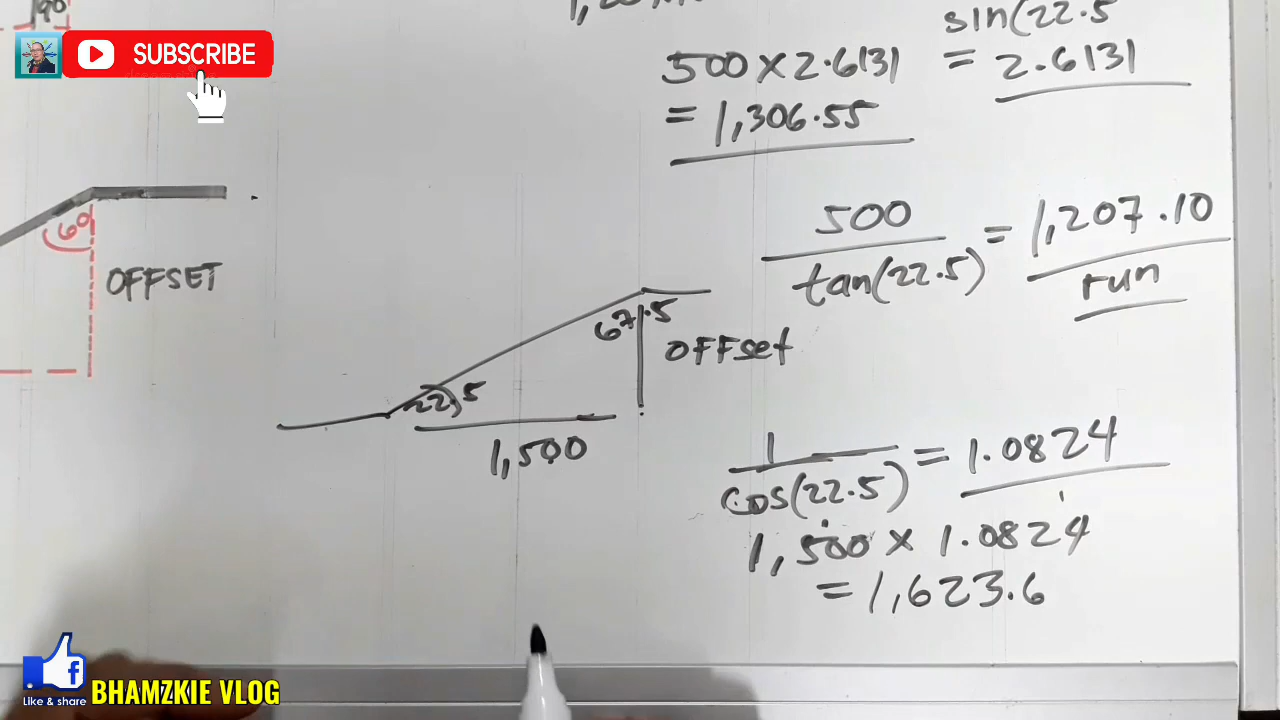 90
SUBSCRIBE
sin(22.5
= 2.6131
500 x 2.6131
= 1,306.55
60
OFFSET
500
tan(22.5)
= 1,207.10
run
67.5
OFFset
22.5
1,500
1
cos(22.5)
= 1.0824
1,500 x 1.0824
= 1,623.6
Like & share
BHAMZKIE VLOG